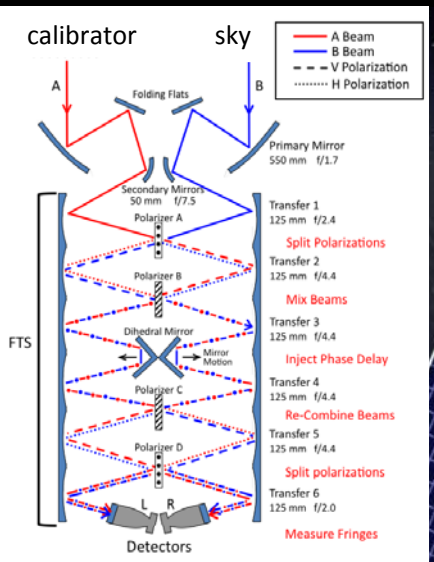 calibrator
sky
A Beam
B Beam
V Polarization
H Polarization
A
B
Folding Flats
Primary Mirror
550 mm f/1.7
Secondary Mirrors
50 mm f/7.5
Polarizer A
Transfer 1
125 mm f/2.4
Split Polarizations
Transfer 2
125 mm f/4.4
Polarizer B
Mix Beams
Transfer 3
125 mm f/4.4
Dihedral Mirror
Mirror
Motion
FTS
Inject Phase Delay
Transfer 4
125 mm f/4.4
Polarizer C
Re-Combine Beams
Transfer 5
125 mm f/4.4
Polarizer D
Split polarizations
Transfer 6
125 mm f/2.0
L R
Measure Fringes
Detectors